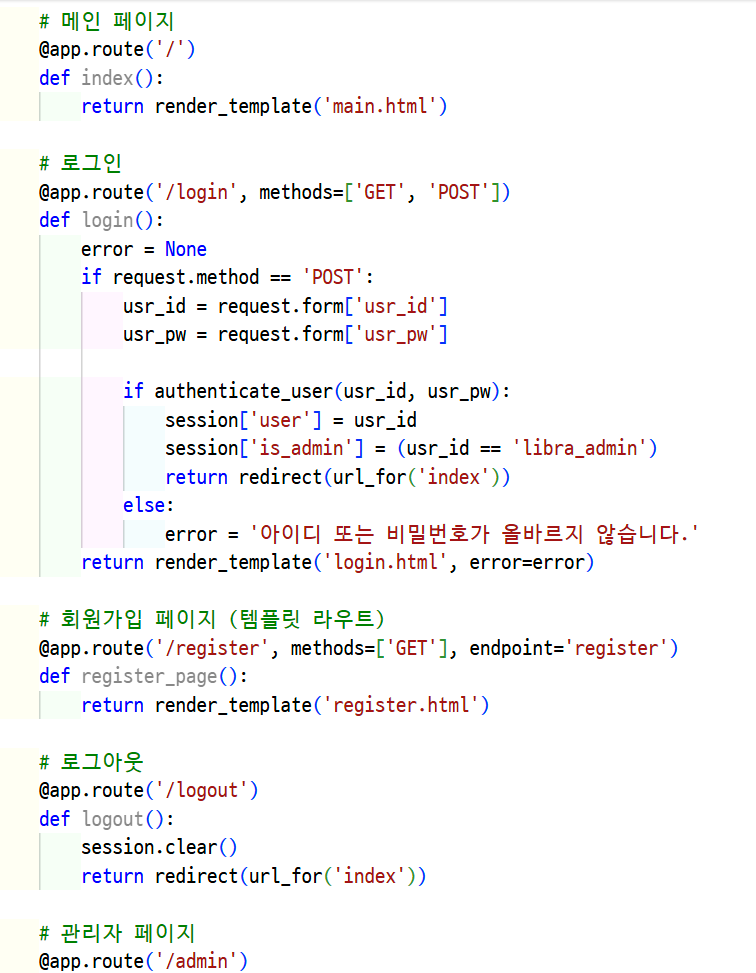 # 메인 페이지
@app.route('/')
def index():
    return render_template('main.html')

# 로그인
@app.route('/login', methods=['GET', 'POST'])
def login():
    error = None
    if request.method == 'POST':
        usr_id = request.form['usr_id']
        usr_pw = request.form['usr_pw']

        if authenticate_user(usr_id, usr_pw):
            session['user'] = usr_id
            session['is_admin'] = (usr_id == 'libra_admin')
            return redirect(url_for('index'))
        else:
            error = '아이디 또는 비밀번호가 올바르지 않습니다.'
    return render_template('login.html', error=error)

# 회원가입 페이지 (템플릿 라우트)
@app.route('/register', methods=['GET'], endpoint='register')
def register_page():
    return render_template('register.html')

# 로그아웃
@app.route('/logout')
def logout():
    session.clear()
    return redirect(url_for('index'))

# 관리자 페이지
@app.route('/admin')